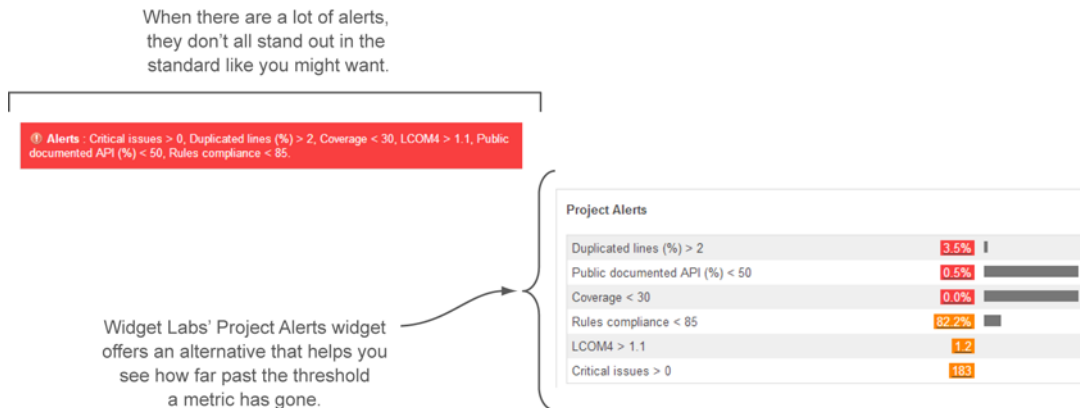 When there are a lot of alerts,
they don’t all stand out in the
standard like you might want.
Alerts : Critical issues > 0, Duplicated lines (%) > 2, Coverage < 30, LCOM4 > 1.1, Public
documented API (%) < 50, Rules compliance < 85.
Project Alerts
Duplicated lines (%) > 2 3.5%
Public documented API (%) < 50 0.5%
Coverage < 30 0.0%
Rules compliance < 85 82.2%
LCOM4 > 1.1 1.2
Critical issues > 0 183
Widget Labs’ Project Alerts widget
offers an alternative that helps you
see how far past the threshold
a metric has gone.